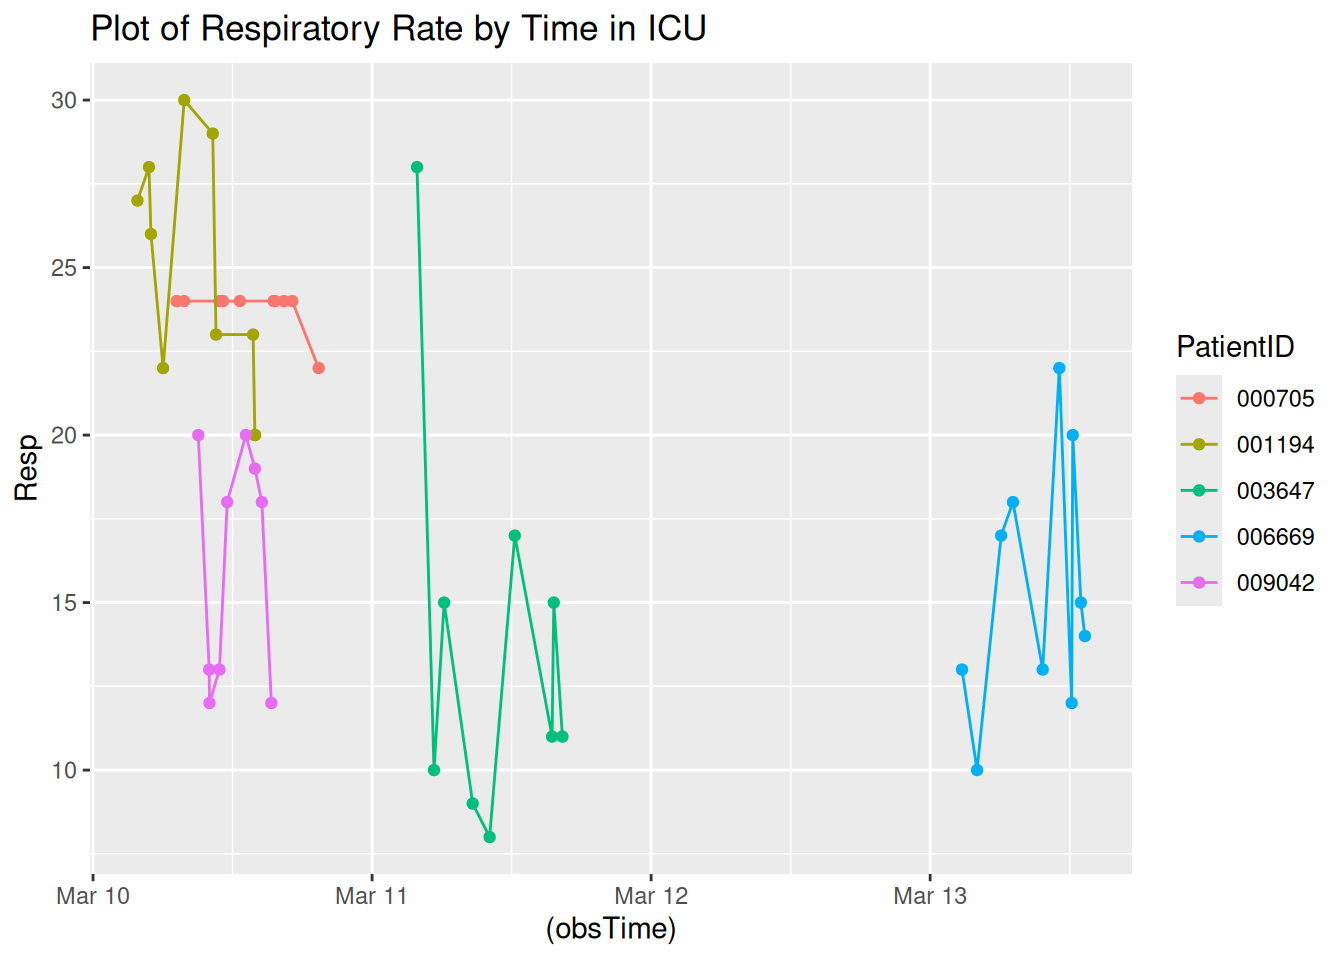 Plot of Respiratory Rate by Time in ICU
30
25
20
15
10
Resp
Mar 10 Mar 11 Mar 12 Mar 13
(obsTime)
PatientID
000705
001194
003647
006669
009042